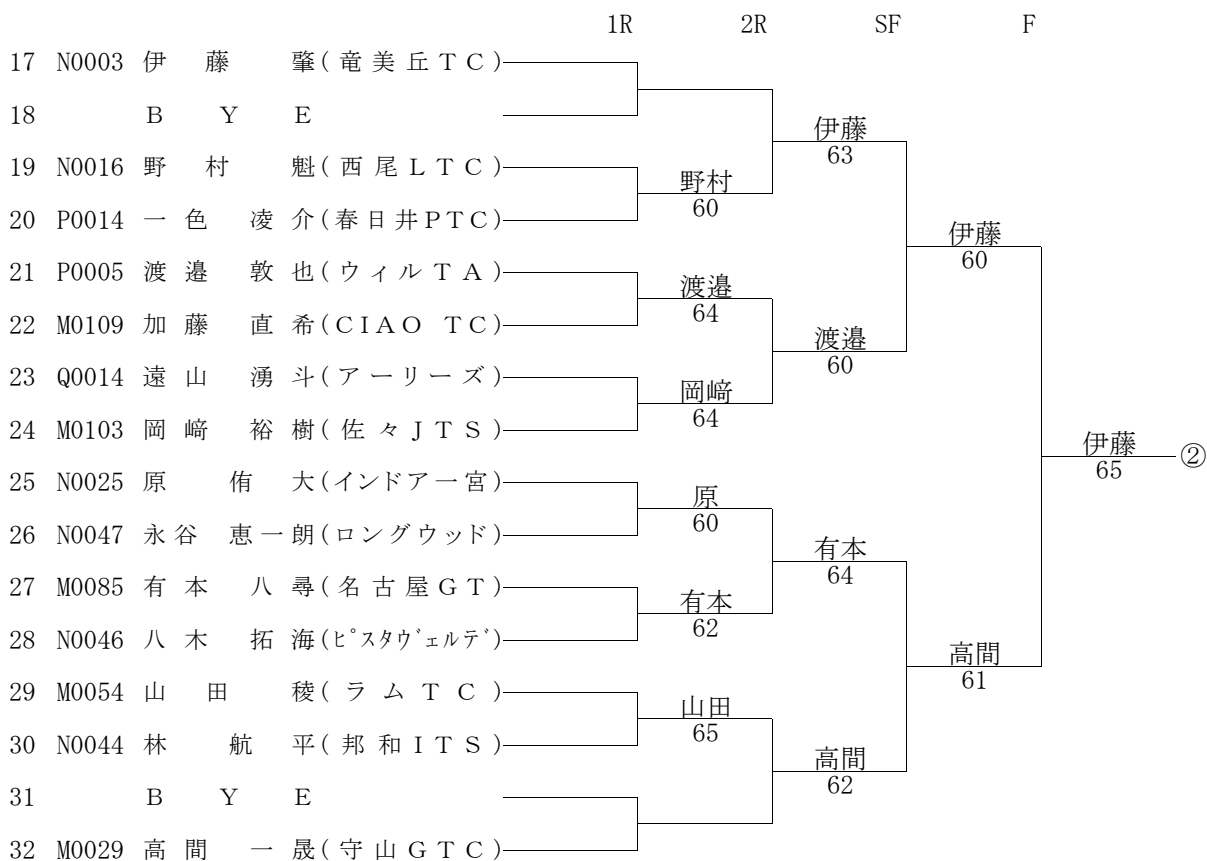 1R 2R SF F
17 N0003 伊藤 肇(竜美丘TC)
18 BYE
伊藤
63
19 N0016 野村 魁(西尾LTC)
野村
60
20 P0014 一色 凌介(春日井PTC)
伊藤
60
21 P0005 渡邉 敦也(ウィルTA)
渡邉
64
22 M0109 加藤 直希(CIAO TC)
渡邉
60
23 Q0014 遠山 湧斗(アーリーズ)
岡﨑
64
24 M0103 岡﨑 裕樹(佐々JTS)
伊藤
65
②
25 N0025 原 侑大(インドア一宮)
原
60
26 N0047 永谷 恵一朗(ロングウッド)
有本
64
27 M0085 有本 八尋(名古屋GT)
有本
62
28 N0046 八木 拓海(ピスタヴェルデ)
高間
61
29 M0054 山田 稜(ラムTC)
山田
65
30 N0044 林 航平(邦和ITS)
高間
62
31 BYE
32 M0029 高間 一晟(守山GTC)